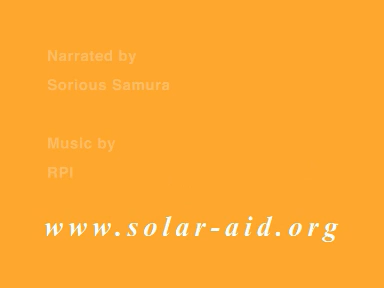 Narrated by
Sorious Samura
Music by
RPI
www.solar-aid.org